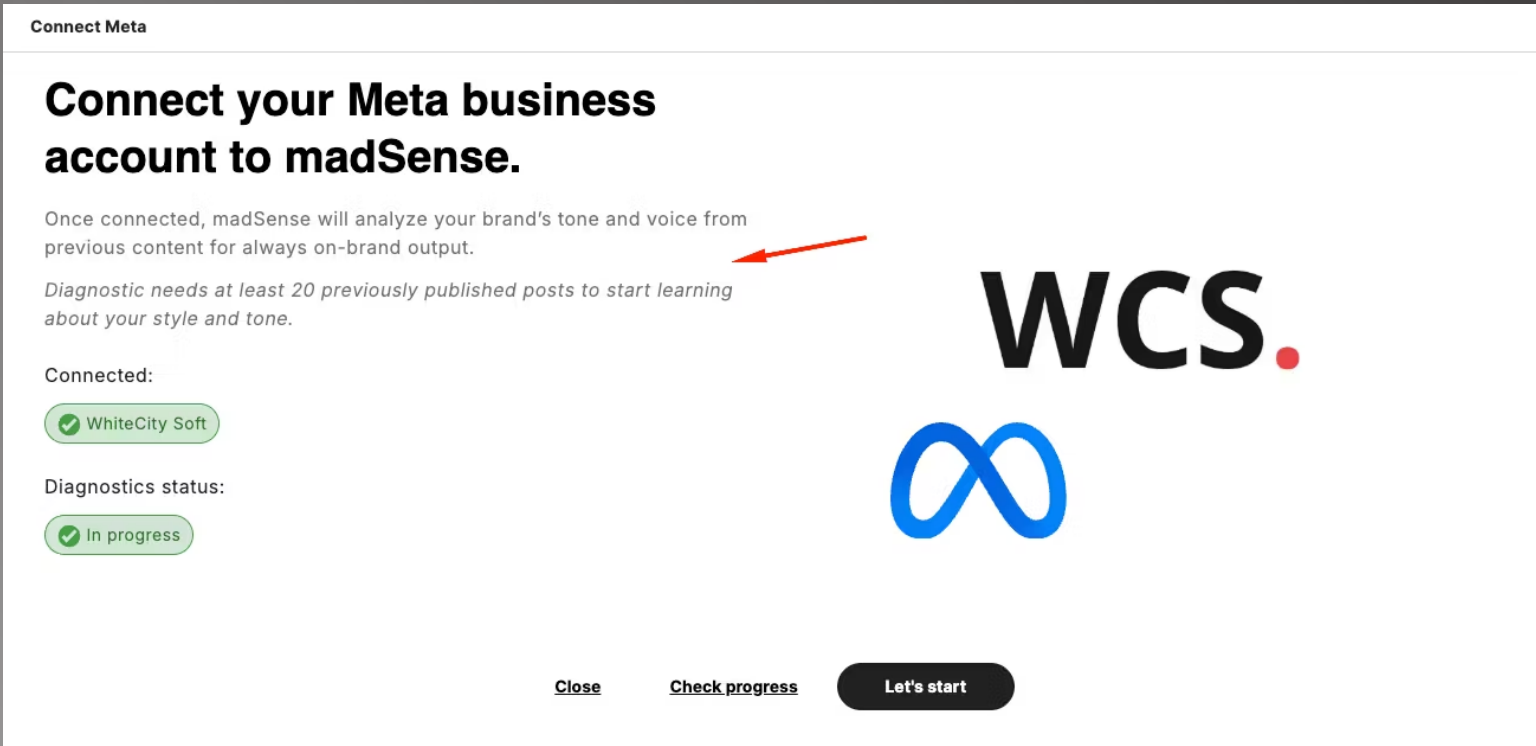 Connect Meta
Connect your Meta business
account to madSense.
Once connected, madSense will analyze your brand’s tone and voice from
previous content for always on-brand output.
Diagnostic needs at least 20 previously published posts to start learning
about your style and tone.
Connected:
WhiteCity Soft
Diagnostics status:
In progress
WCS.
Close
Check progress
Let's start